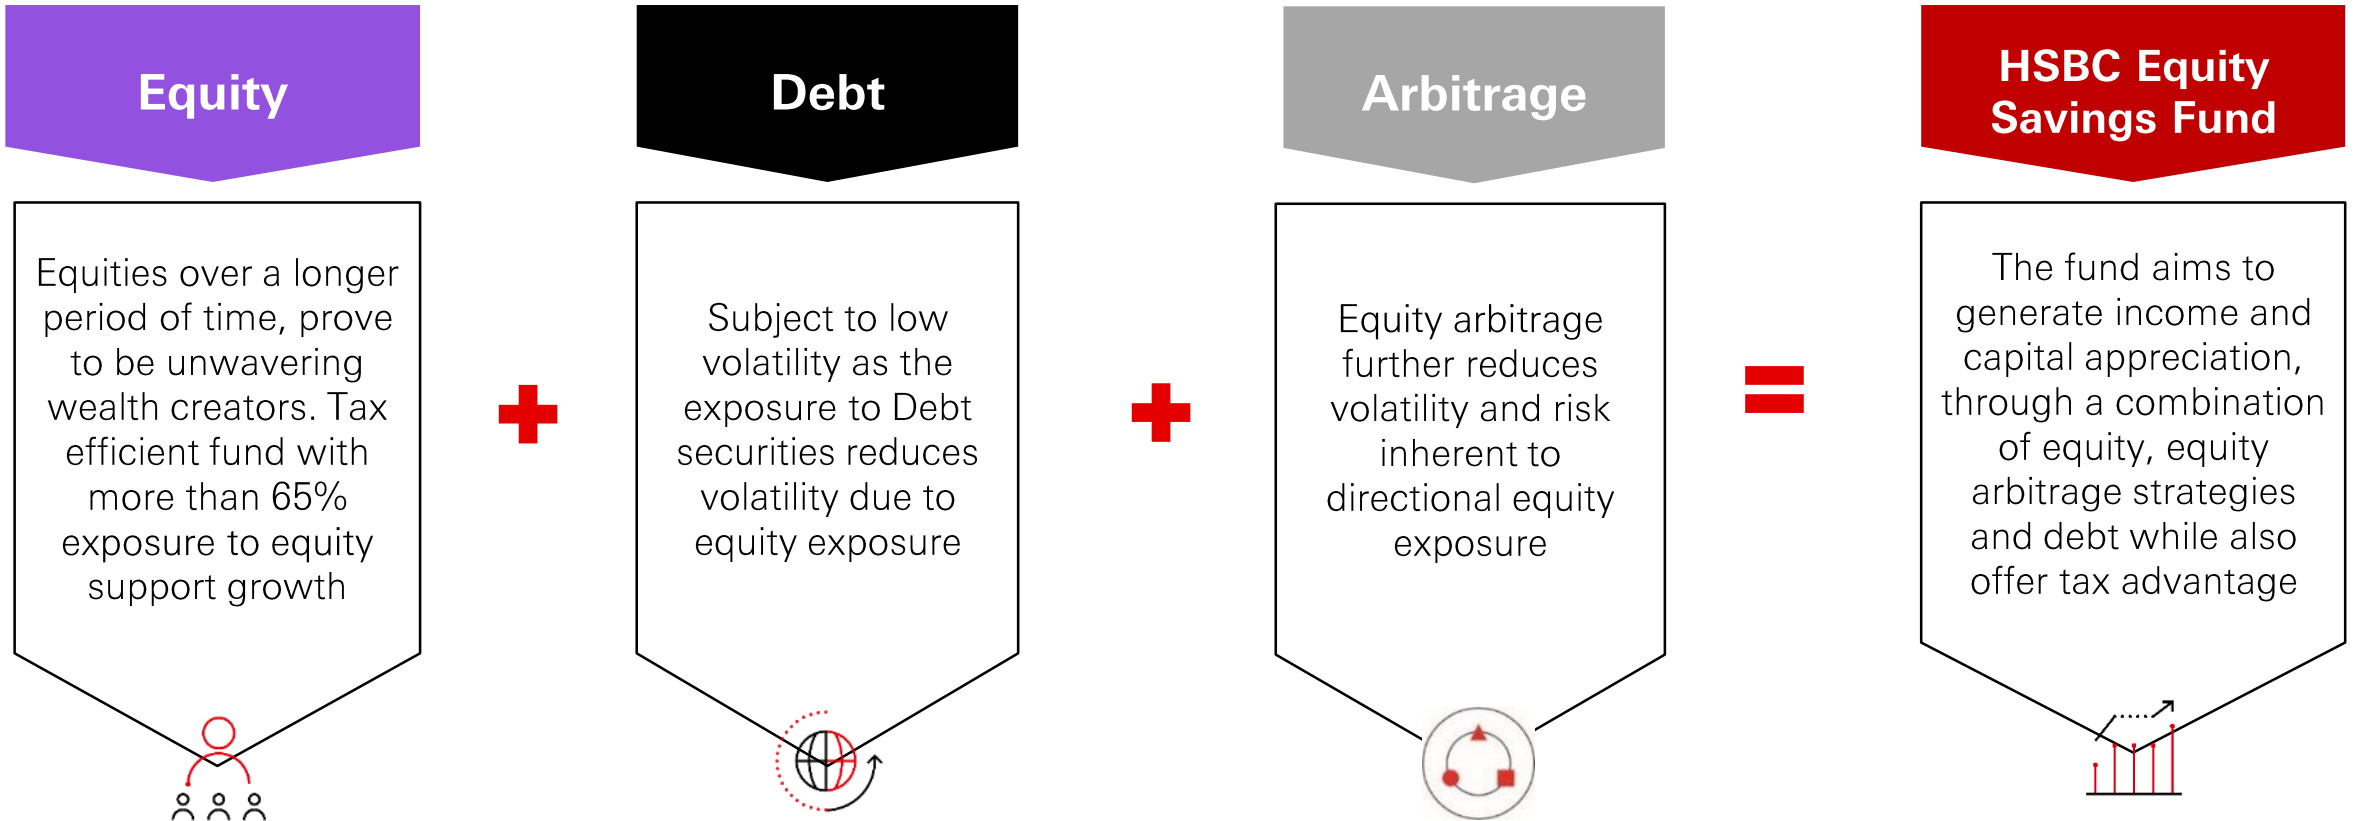 Equity
Equities over a longer
period of time, prove
to be unwavering
wealth creators. Tax
efficient fund with
more than 65%
exposure to equity
support growth
Debt
Subject to low
volatility as the
exposure to Debt
securities reduces
volatility due to
equity exposure
Arbitrage
Equity arbitrage
further reduces
volatility and risk
inherent to
directional equity
exposure
HSBC Equity
Savings Fund
The fund aims to
generate income and
capital appreciation,
through a combination
of equity, equity
arbitrage strategies
and debt while also
offer tax advantage